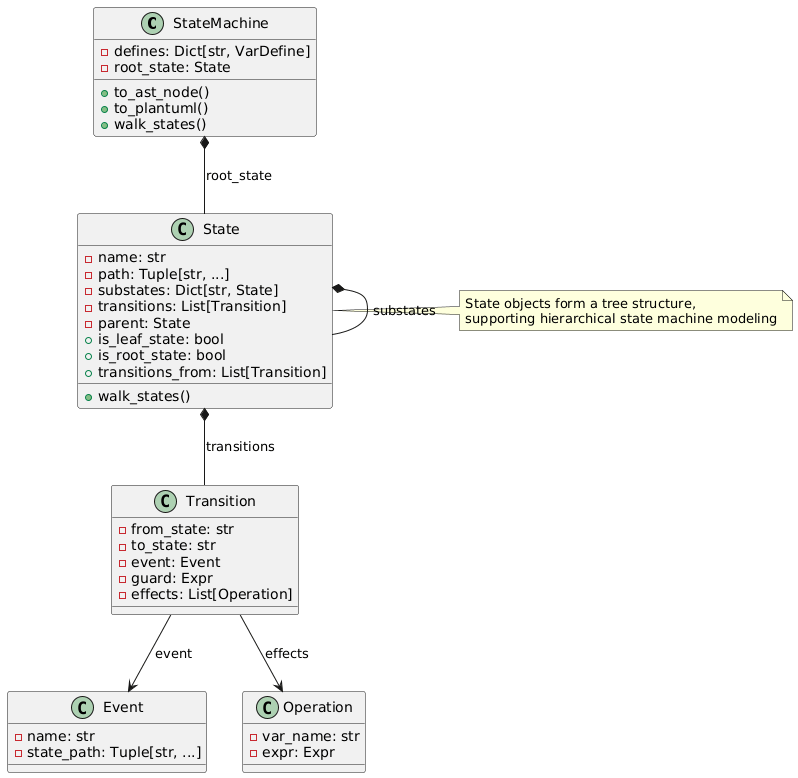 C StateMachine
defines: Dict[str, VarDefine]
root_state: State
to_ast_node()
to_plantuml()
walk_states()
root_state
C State
name: str
path: Tuple[str, ...]
substates: Dict[str, State]
transitions: List[Transition]
parent: State
is_leaf_state: bool
is_root_state: bool
transitions_from: List[Transition]
walk_states()
substates
State objects form a tree structure,
supporting hierarchical state machine modeling
transitions
C Transition
from_state: str
to_state: str
event: Event
guard: Expr
effects: List[Operation]
event
effects
C Event
name: str
state_path: Tuple[str, ...]
C Operation
var_name: str
expr: Expr